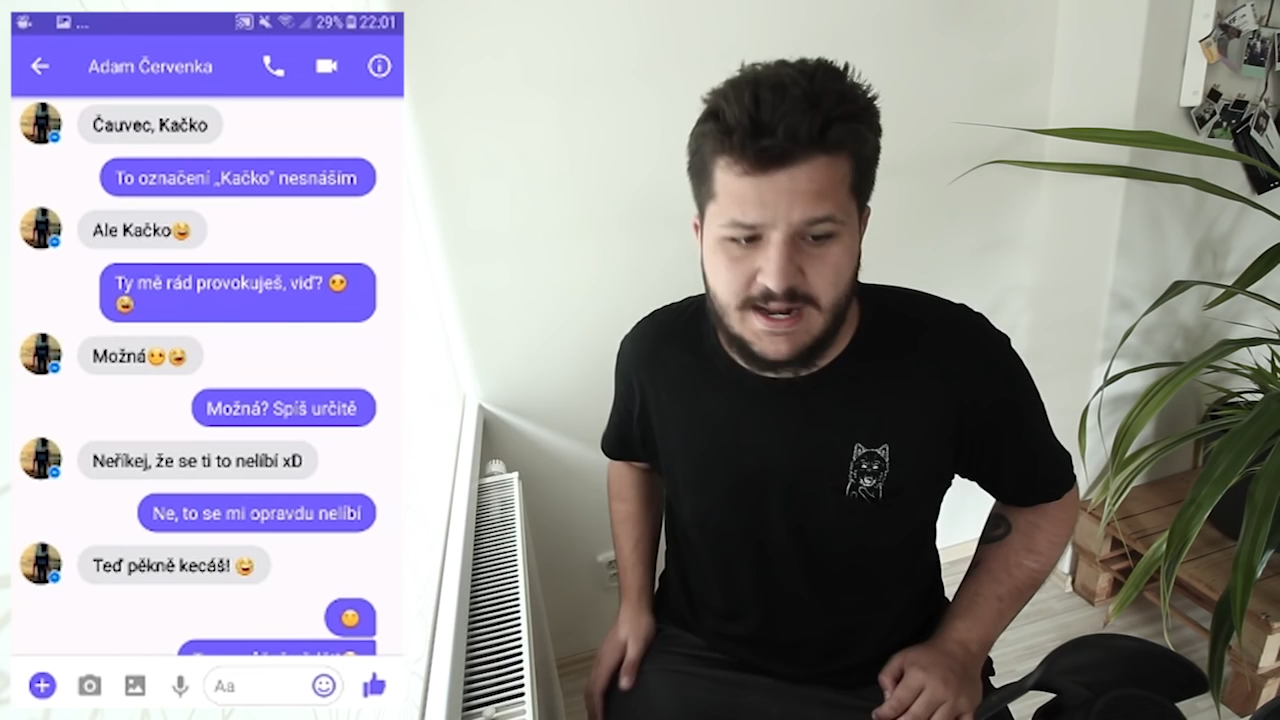 29% 22:01
Adam Červenka
Čauvec, Kačko
To označení „Kačko" nesnáším
Ale Kačko😆
Ty mě rád provokuješ, viď? 😶
😆
Možná😶😆
Možná? Spíš určitě
Neříkej, že se ti to nelíbí xD
Ne, to se mi opravdu nelíbí
Teď pěkně kecáš! 😆
😶
Aa